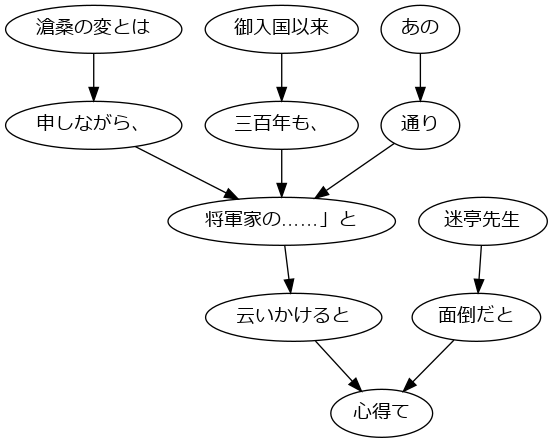 滄桑の変とは
御入国以来
あの
申しながら、
三百年も、
通り
将軍家の……」と
迷亭先生
云いかけると
面倒だと
心得て